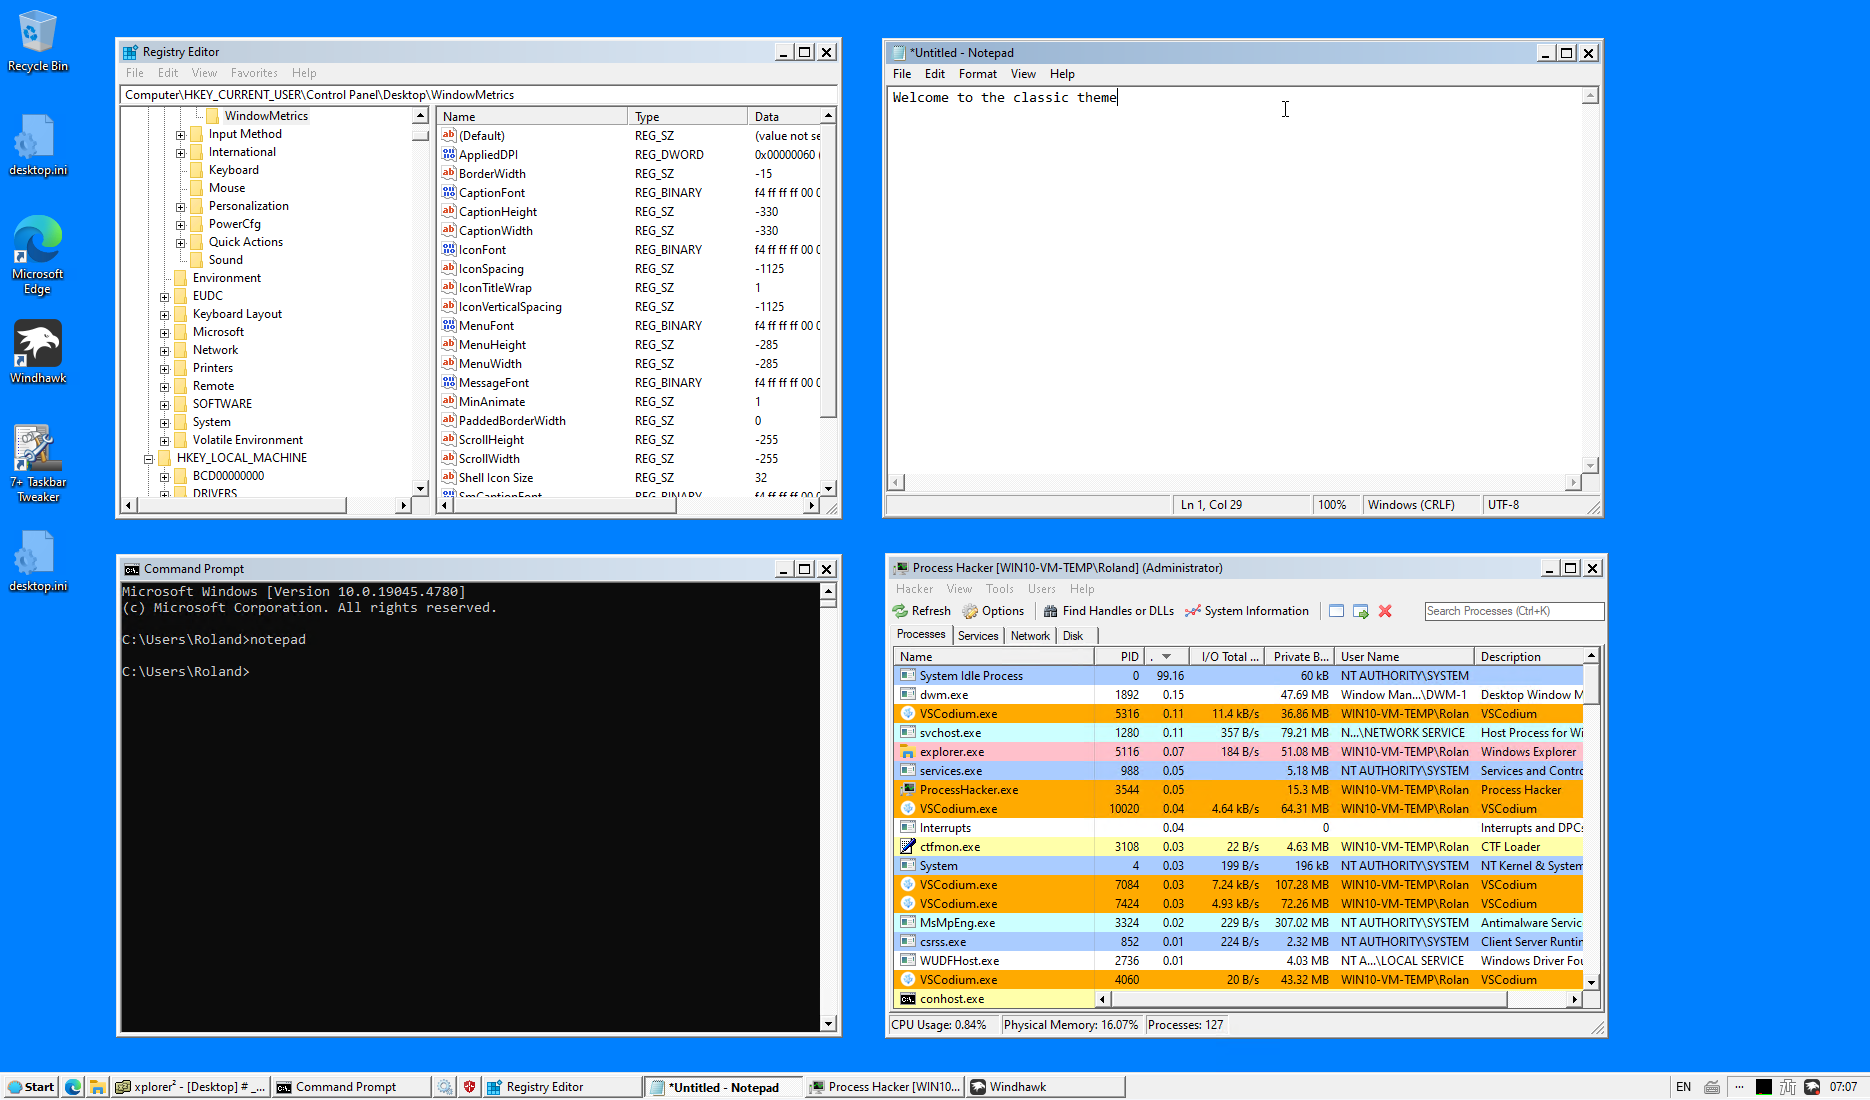 Recycle Bin
desktop.ini
Microsoft
Edge
Windhawk
7+ Taskbar
Tweaker
desktop.ini
Registry Editor
File Edit View Favorites Help
Computer\HKEY_CURRENT_USER\Control Panel\Desktop\WindowMetrics
WindowMetrics
Input Method
International
Keyboard
Mouse
Personalization
PowerCfg
Quick Actions
Sound
Environment
EUDC
Keyboard Layout
Microsoft
Network
Printers
Remote
SOFTWARE
System
Volatile Environment
HKEY_LOCAL_MACHINE
BCD00000000
DRIVERS
Name Type Data
(Default) REG_SZ (value not se
AppliedDPI REG_DWORD 0x00000060 (
BorderWidth REG_SZ -15
CaptionFont REG_BINARY f4 ff ff ff 00 0
CaptionHeight REG_SZ -330
CaptionWidth REG_SZ -330
IconFont REG_BINARY f4 ff ff ff 00 0
IconSpacing REG_SZ -1125
IconTitleWrap REG_SZ 1
IconVerticalSpacing REG_SZ -1125
MenuFont REG_BINARY f4 ff ff ff 00 0
MenuHeight REG_SZ -285
MenuWidth REG_SZ -285
MessageFont REG_BINARY f4 ff ff ff 00 0
MinAnimate REG_SZ 1
PaddedBorderWidth REG_SZ 0
ScrollHeight REG_SZ -255
ScrollWidth REG_SZ -255
Shell Icon Size REG_SZ 32
SmCaptionFont REG_BINARY f4 ff ff ff 00 0
*Untitled - Notepad
File Edit Format View Help
Welcome to the classic theme
Ln 1, Col 29 100% Windows (CRLF) UTF-8
Command Prompt
Microsoft Windows [Version 10.0.19045.4780]
(c) Microsoft Corporation. All rights reserved.
C:\Users\Roland>notepad
C:\Users\Roland>
Process Hacker [WIN10-VM-TEMP\Roland] (Administrator)
Hacker View Tools Users Help
Refresh Options Find Handles or DLLs System Information Search Processes (Ctrl+K)
Processes Services Network Disk
Name PID . I/O Total ... Private B... User Name Description
System Idle Process 0 99.16 60 kB NT AUTHORITY\SYSTEM
dwm.exe 1892 0.15 47.69 MB Window Man...\DWM-1 Desktop Window M
VSCodium.exe 5316 0.11 11.4 kB/s 36.86 MB WIN10-VM-TEMP\Rolan VSCodium
svchost.exe 1280 0.11 357 B/s 79.21 MB N...\NETWORK SERVICE Host Process for Wi
explorer.exe 5116 0.07 184 B/s 51.08 MB WIN10-VM-TEMP\Rolan Windows Explorer
services.exe 988 0.05 5.18 MB NT AUTHORITY\SYSTEM Services and Contro
ProcessHacker.exe 3544 0.05 15.3 MB WIN10-VM-TEMP\Rolan Process Hacker
VSCodium.exe 10020 0.04 4.64 kB/s 64.31 MB WIN10-VM-TEMP\Rolan VSCodium
Interrupts 0.04 0 Interrupts and DPCs
ctfmon.exe 3108 0.03 22 B/s 4.63 MB WIN10-VM-TEMP\Rolan CTF Loader
System 4 0.03 199 B/s 196 kB NT AUTHORITY\SYSTEM NT Kernel & System
VSCodium.exe 7084 0.03 7.24 kB/s 107.28 MB WIN10-VM-TEMP\Rolan VSCodium
VSCodium.exe 7424 0.03 4.93 kB/s 72.26 MB WIN10-VM-TEMP\Rolan VSCodium
MsMpEng.exe 3324 0.02 229 B/s 307.02 MB NT AUTHORITY\SYSTEM Antimalware Servic
csrss.exe 852 0.01 224 B/s 2.32 MB NT AUTHORITY\SYSTEM Client Server Runtin
WUDFHost.exe 2736 0.01 4.03 MB NT A...\LOCAL SERVICE Windows Driver Fou
VSCodium.exe 4060 20 B/s 43.32 MB WIN10-VM-TEMP\Rolan VSCodium
conhost.exe
CPU Usage: 0.84% Physical Memory: 16.07% Processes: 127
Start xplorer² - [Desktop] # _... Command Prompt Registry Editor *Untitled - Notepad Process Hacker [WIN10... Windhawk EN ... 07:07